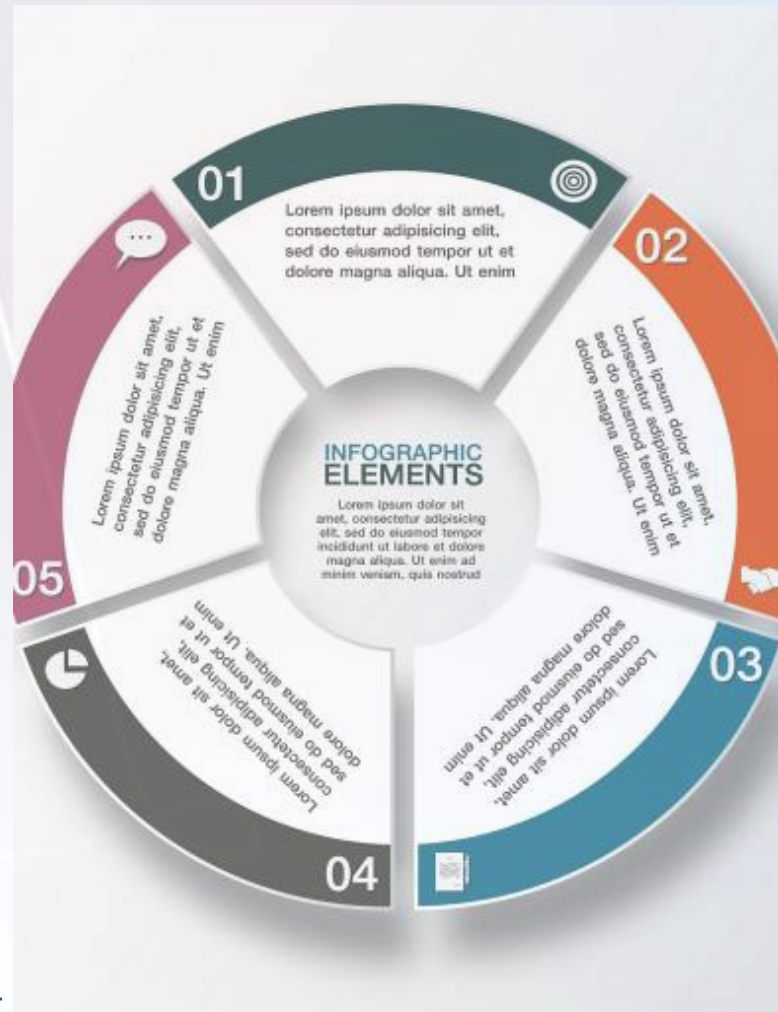 01
Lorem ipsum dolor sit amet,
consectetur adipisicing elit,
sed do eiusmod tempor ut et
dolore magna aliqua. Ut enim
02
Lorem ipsum dolor sit amet,
consectetur adipisicing elit,
sed do eiusmod tempor ut et
dolore magna aliqua. Ut enim
03
Lorem ipsum dolor sit amet,
consectetur adipisicing elit,
sed do eiusmod tempor ut et
dolore magna aliqua. Ut enim
04
Lorem ipsum dolor sit amet,
consectetur adipisicing elit,
sed do eiusmod tempor ut et
dolore magna aliqua. Ut enim
05
Lorem ipsum dolor sit amet,
consectetur adipisicing elit,
sed do eiusmod tempor ut et
dolore magna aliqua. Ut enim
INFOGRAPHIC
ELEMENTS
Lorem ipsum dolor sit
amet, consectetur adipisicing
elit, sed do eiusmod tempor
incididunt ut labore et dolore
magna aliqua. Ut enim ad
minim veniam, quis nostrud